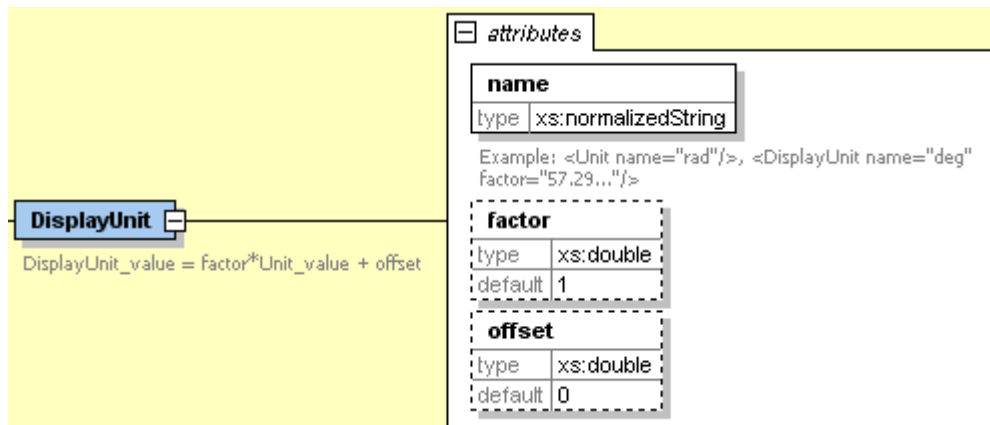 attributes
name
type xs:normalizedString
Example: <Unit name="rad"/>, <DisplayUnit name="deg"
factor="57.29..."/>
DisplayUnit
DisplayUnit_value = factor*Unit_value + offset
factor
type xs:double
default 1
offset
type xs:double
default 0